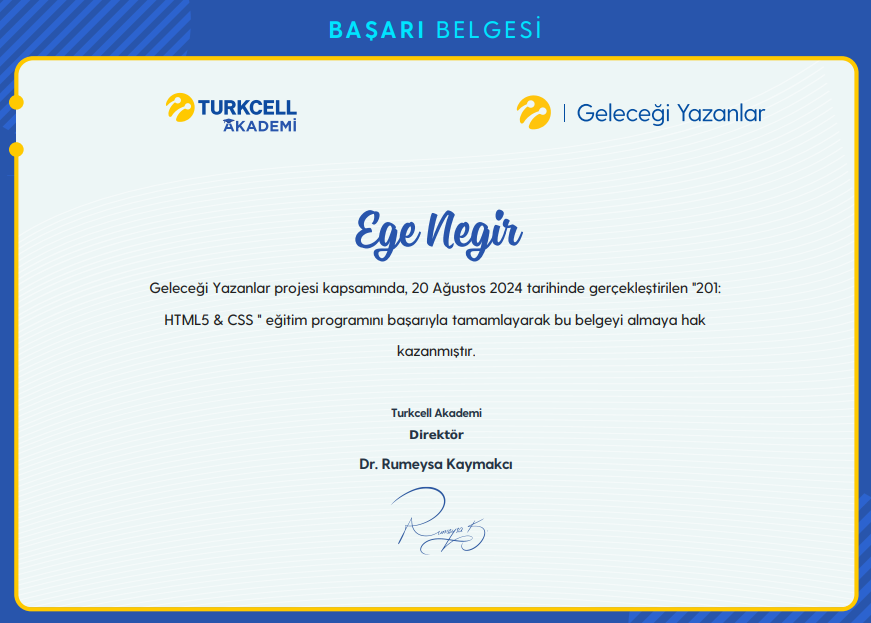 BAŞARI BELGESİ
TURKCELL
AKADEMİ
Geleceği Yazanlar
Ege Negir
Geleceği Yazanlar projesi kapsamında, 20 Ağustos 2024 tarihinde gerçekleştirilen "201:
HTML5 & CSS " eğitim programını başarıyla tamamlayarak bu belgeyi almaya hak
kazanmıştır.
Turkcell Akademi
Direktör
Dr. Rumeysa Kaymakcı
Rumeysa K